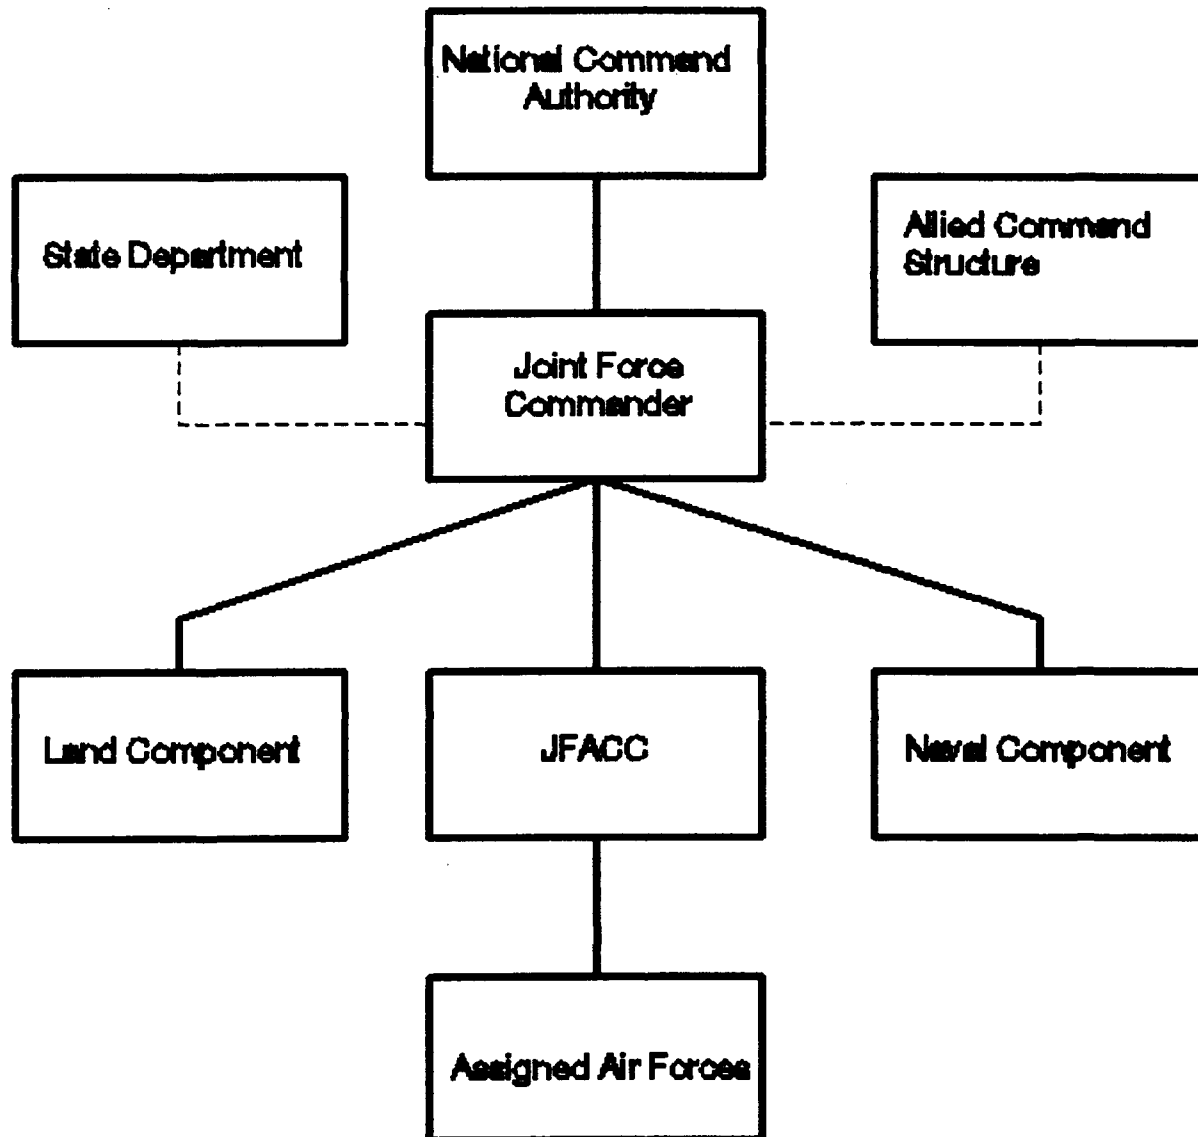 National Command
Authority
State Department
Allied Command
Structure
Joint Force
Commander
Land Component
JFACC
Naval Component
Assigned Air Forces